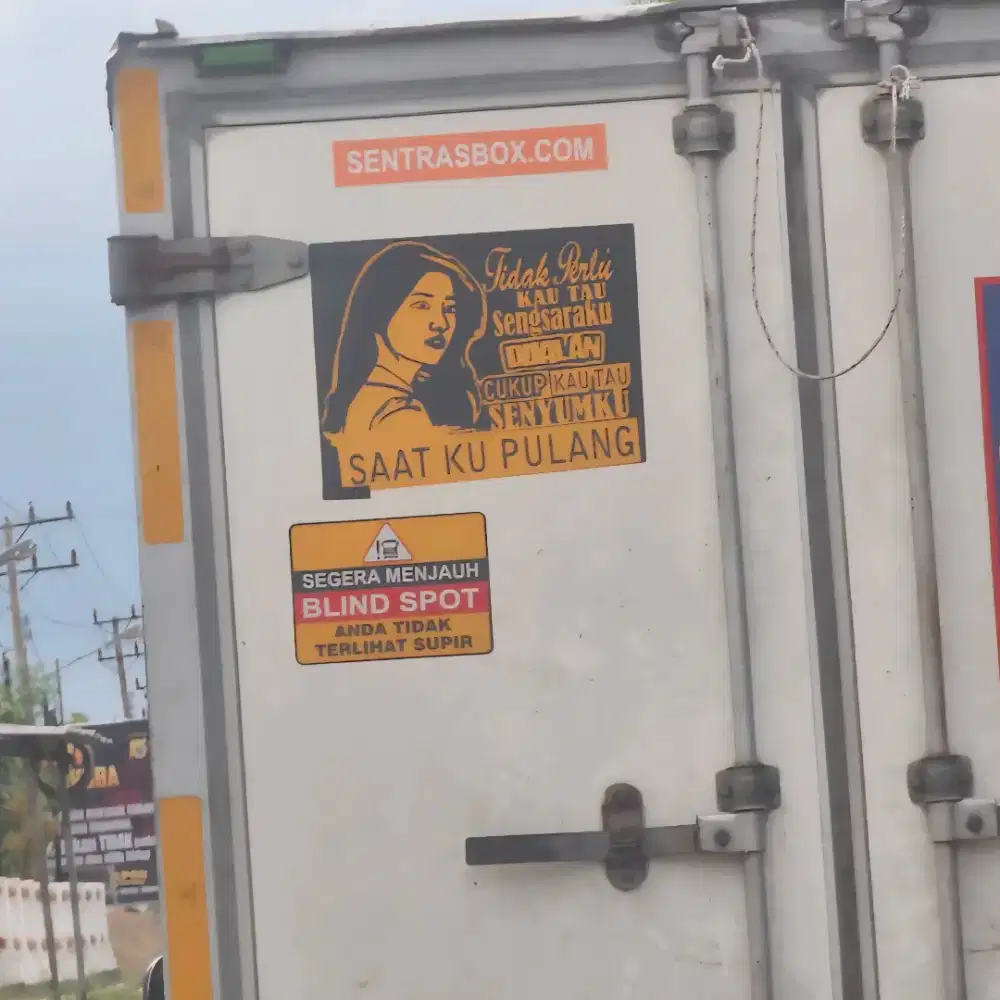 SENTRASBOX.COM
Tidak Perlu
KAU TAU
Sengsaraku
DIJALAN
CUKUP KAU TAU
SENYUMKU
SAAT KU PULANG
SEGERA MENJAUH
BLIND SPOT
ANDA TIDAK
TERLIHAT SUPIR